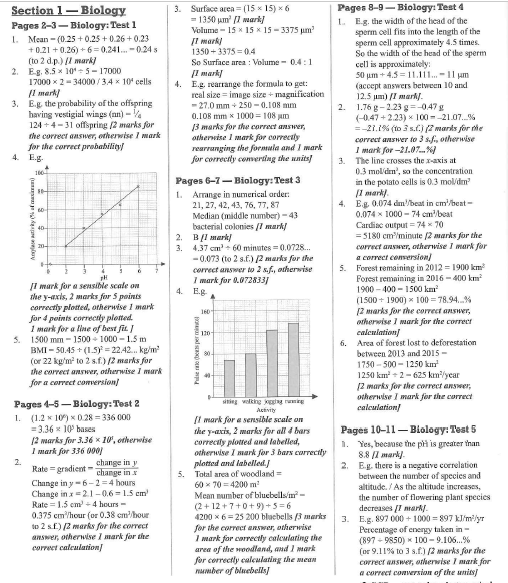 Section 1 — Biology
Pages 2–3 — Biology: Test 1
1. Mean = (0.25 + 0.25 + 0.26 + 0.23
+ 0.21 + 0.26) ÷ 6 = 0.241... = 0.24 s
(to 2 d.p.) [1 mark]
2. E.g. 8.5 × 10⁴ ÷ 5 = 17000
17000 × 2 = 34000 / 3.4 × 10⁴ cells
[1 mark]
3. E.g. the probability of the offspring
having vestigial wings (nn) = ¼
124 ÷ 4 = 31 offspring [2 marks for
the correct answer, otherwise 1 mark
for the correct probability]
4. E.g.
Amylase activity (% of maximum)
100
80
60
40
20
0
0 2 3 4 5 6 7
pH
[1 mark for a sensible scale on
the y-axis, 2 marks for 5 points
correctly plotted, otherwise 1 mark
for 4 points correctly plotted.
1 mark for a line of best fit.]
5. 1500 mm = 1500 ÷ 1000 = 1.5 m
BMI = 50.45 ÷ (1.5)² = 22.42... kg/m²
(or 22 kg/m² to 2 s.f.) [2 marks for
the correct answer, otherwise 1 mark
for a correct conversion]
Pages 4–5 — Biology: Test 2
1. (1.2 × 10⁶) × 0.28 = 336 000
= 3.36 × 10⁵ bases
[2 marks for 3.36 × 10⁵, otherwise
1 mark for 336 000]
2.
Rate = gradient = change in y
change in x
Change in y = 6 – 2 = 4 hours
Change in x = 2.1 – 0.6 = 1.5 cm³
Rate = 1.5 cm³ ÷ 4 hours =
0.375 cm³/hour (or 0.38 cm³/hour
to 2 s.f.) [2 marks for the correct
answer, otherwise 1 mark for the
correct calculation]
3. Surface area = (15 × 15) × 6
= 1350 μm² [1 mark]
Volume = 15 × 15 × 15 = 3375 μm³
[1 mark]
1350 ÷ 3375 = 0.4
So Surface area : Volume = 0.4 : 1
[1 mark]
4. E.g. rearrange the formula to get:
real size = image size ÷ magnification
= 27.0 mm ÷ 250 = 0.108 mm
0.108 mm × 1000 = 108 μm
[3 marks for the correct answer,
otherwise 1 mark for correctly
rearranging the formula and 1 mark
for correctly converting the units]
Pages 6–7 — Biology: Test 3
1. Arrange in numerical order:
21, 27, 42, 43, 76, 77, 87
Median (middle number) = 43
bacterial colonies [1 mark]
2. B [1 mark]
3. 4.37 cm³ ÷ 60 minutes = 0.0728...
= 0.073 (to 2 s.f.) [2 marks for the
correct answer to 2 s.f., otherwise
1 mark for 0.072833]
4. E.g.
Pulse rate (beats per minute)
160
120
80
40
0
sitting walking jogging running
Activity
[1 mark for a sensible scale on
the y-axis, 2 marks for all 4 bars
correctly plotted and labelled,
otherwise 1 mark for 3 bars correctly
plotted and labelled.]
5. Total area of woodland =
60 × 70 = 4200 m²
Mean number of bluebells/m² =
(2 + 12 + 7 + 0 + 9) ÷ 5 = 6
4200 × 6 = 25 200 bluebells [3 marks
for the correct answer, otherwise
1 mark for correctly calculating the
area of the woodland, and 1 mark
for correctly calculating the mean
number of bluebells]
Pages 8–9 — Biology: Test 4
1. E.g. the width of the head of the
sperm cell fits into the length of the
sperm cell approximately 4.5 times.
So the width of the head of the sperm
cell is approximately:
50 μm ÷ 4.5 = 11.111... = 11 μm
(accept answers between 10 and
12.5 μm) [1 mark].
2. 1.76 g – 2.23 g = –0.47 g
(–0.47 ÷ 2.23) × 100 = –21.07...%
= –21.1% (to 3 s.f.) [2 marks for the
correct answer to 3 s.f., otherwise
1 mark for –21.07...%]
3. The line crosses the x-axis at
0.3 mol/dm³, so the concentration
in the potato cells is 0.3 mol/dm³
[1 mark].
4. E.g. 0.074 dm³/beat in cm³/beat =
0.074 × 1000 = 74 cm³/beat
Cardiac output = 74 × 70
= 5180 cm³/minute [2 marks for the
correct answer, otherwise 1 mark for
a correct conversion]
5. Forest remaining in 2012 = 1900 km²
Forest remaining in 2016 = 400 km²
1900 – 400 = 1500 km²
(1500 ÷ 1900) × 100 = 78.94...%
[2 marks for the correct answer,
otherwise 1 mark for the correct
calculation]
6. Area of forest lost to deforestation
between 2013 and 2015 =
1750 – 500 = 1250 km²
1250 km² ÷ 2 = 625 km²/year
[2 marks for the correct answer,
otherwise 1 mark for the correct
calculation]
Pages 10–11 — Biology: Test 5
1. Yes, because the pH is greater than
8.8 [1 mark].
2. E.g. there is a negative correlation
between the number of species and
altitude. / As the altitude increases,
the number of flowering plant species
decreases [1 mark].
3. E.g. 897 000 ÷ 1000 = 897 kJ/m²/yr
Percentage of energy taken in =
(897 ÷ 9850) × 100 = 9.106...%
(or 9.11% to 3 s.f.) [2 marks for the
correct answer, otherwise 1 mark for
a correct conversion of the units]